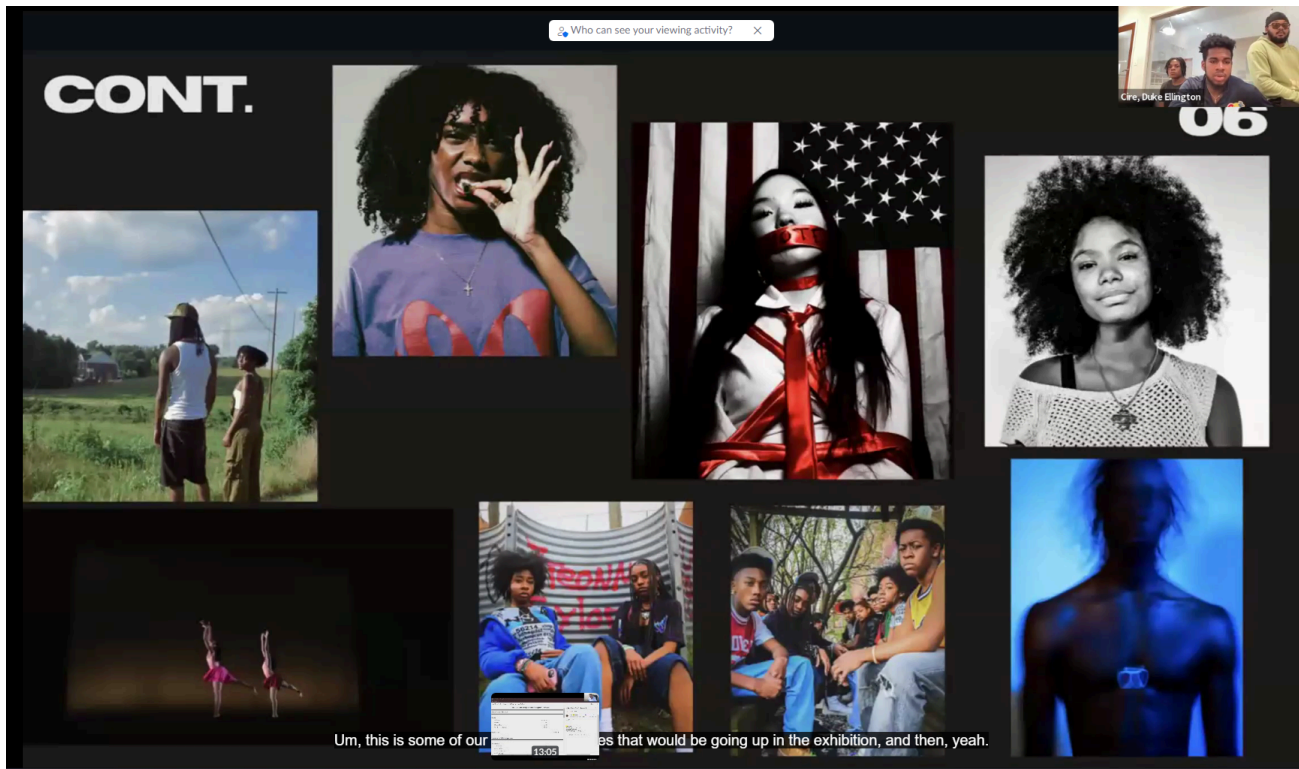 Who can see your viewing activity?
CONT.
Cire, Duke Ellington
06
Um, this is some of our es that would be going up in the exhibition, and then, yeah.
13:05